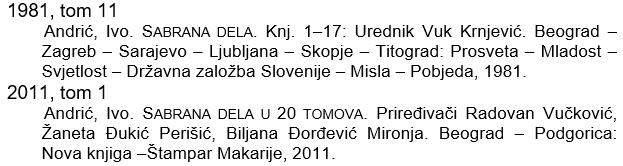 1981, tom 11
Andrić, Ivo. SABRANA DELA. Knj. 1–17: Urednik Vuk Krnjević. Beograd –
Zagreb – Sarajevo – Ljubljana – Skopje – Titograd: Prosveta – Mladost –
Svjetlost – Državna založba Slovenije – Misla – Pobjeda, 1981.
2011, tom 1
Andrić, Ivo. SABRANA DELA U 20 TOMOVA. Priređivači Radovan Vučković,
Žaneta Đukić Perišić, Biljana Đorđević Mironja. Beograd – Podgorica:
Nova knjiga –Štampar Makarije, 2011.